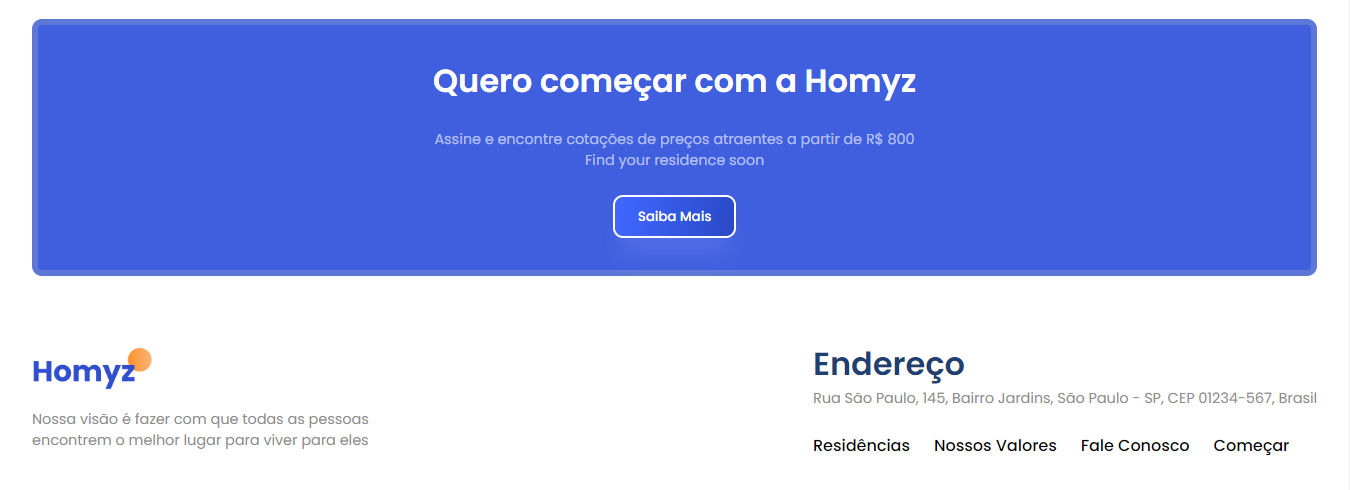 Quero começar com a Homyz
Assine e encontre cotações de preços atraentes a partir de R$ 800
Find your residence soon
Saiba Mais
Homyz
Nossa visão é fazer com que todas as pessoas
encontrem o melhor lugar para viver para eles
Endereço
Rua São Paulo, 145, Bairro Jardins, São Paulo - SP, CEP 01234-567, Brasil
Residências Nossos Valores Fale Conosco Começar